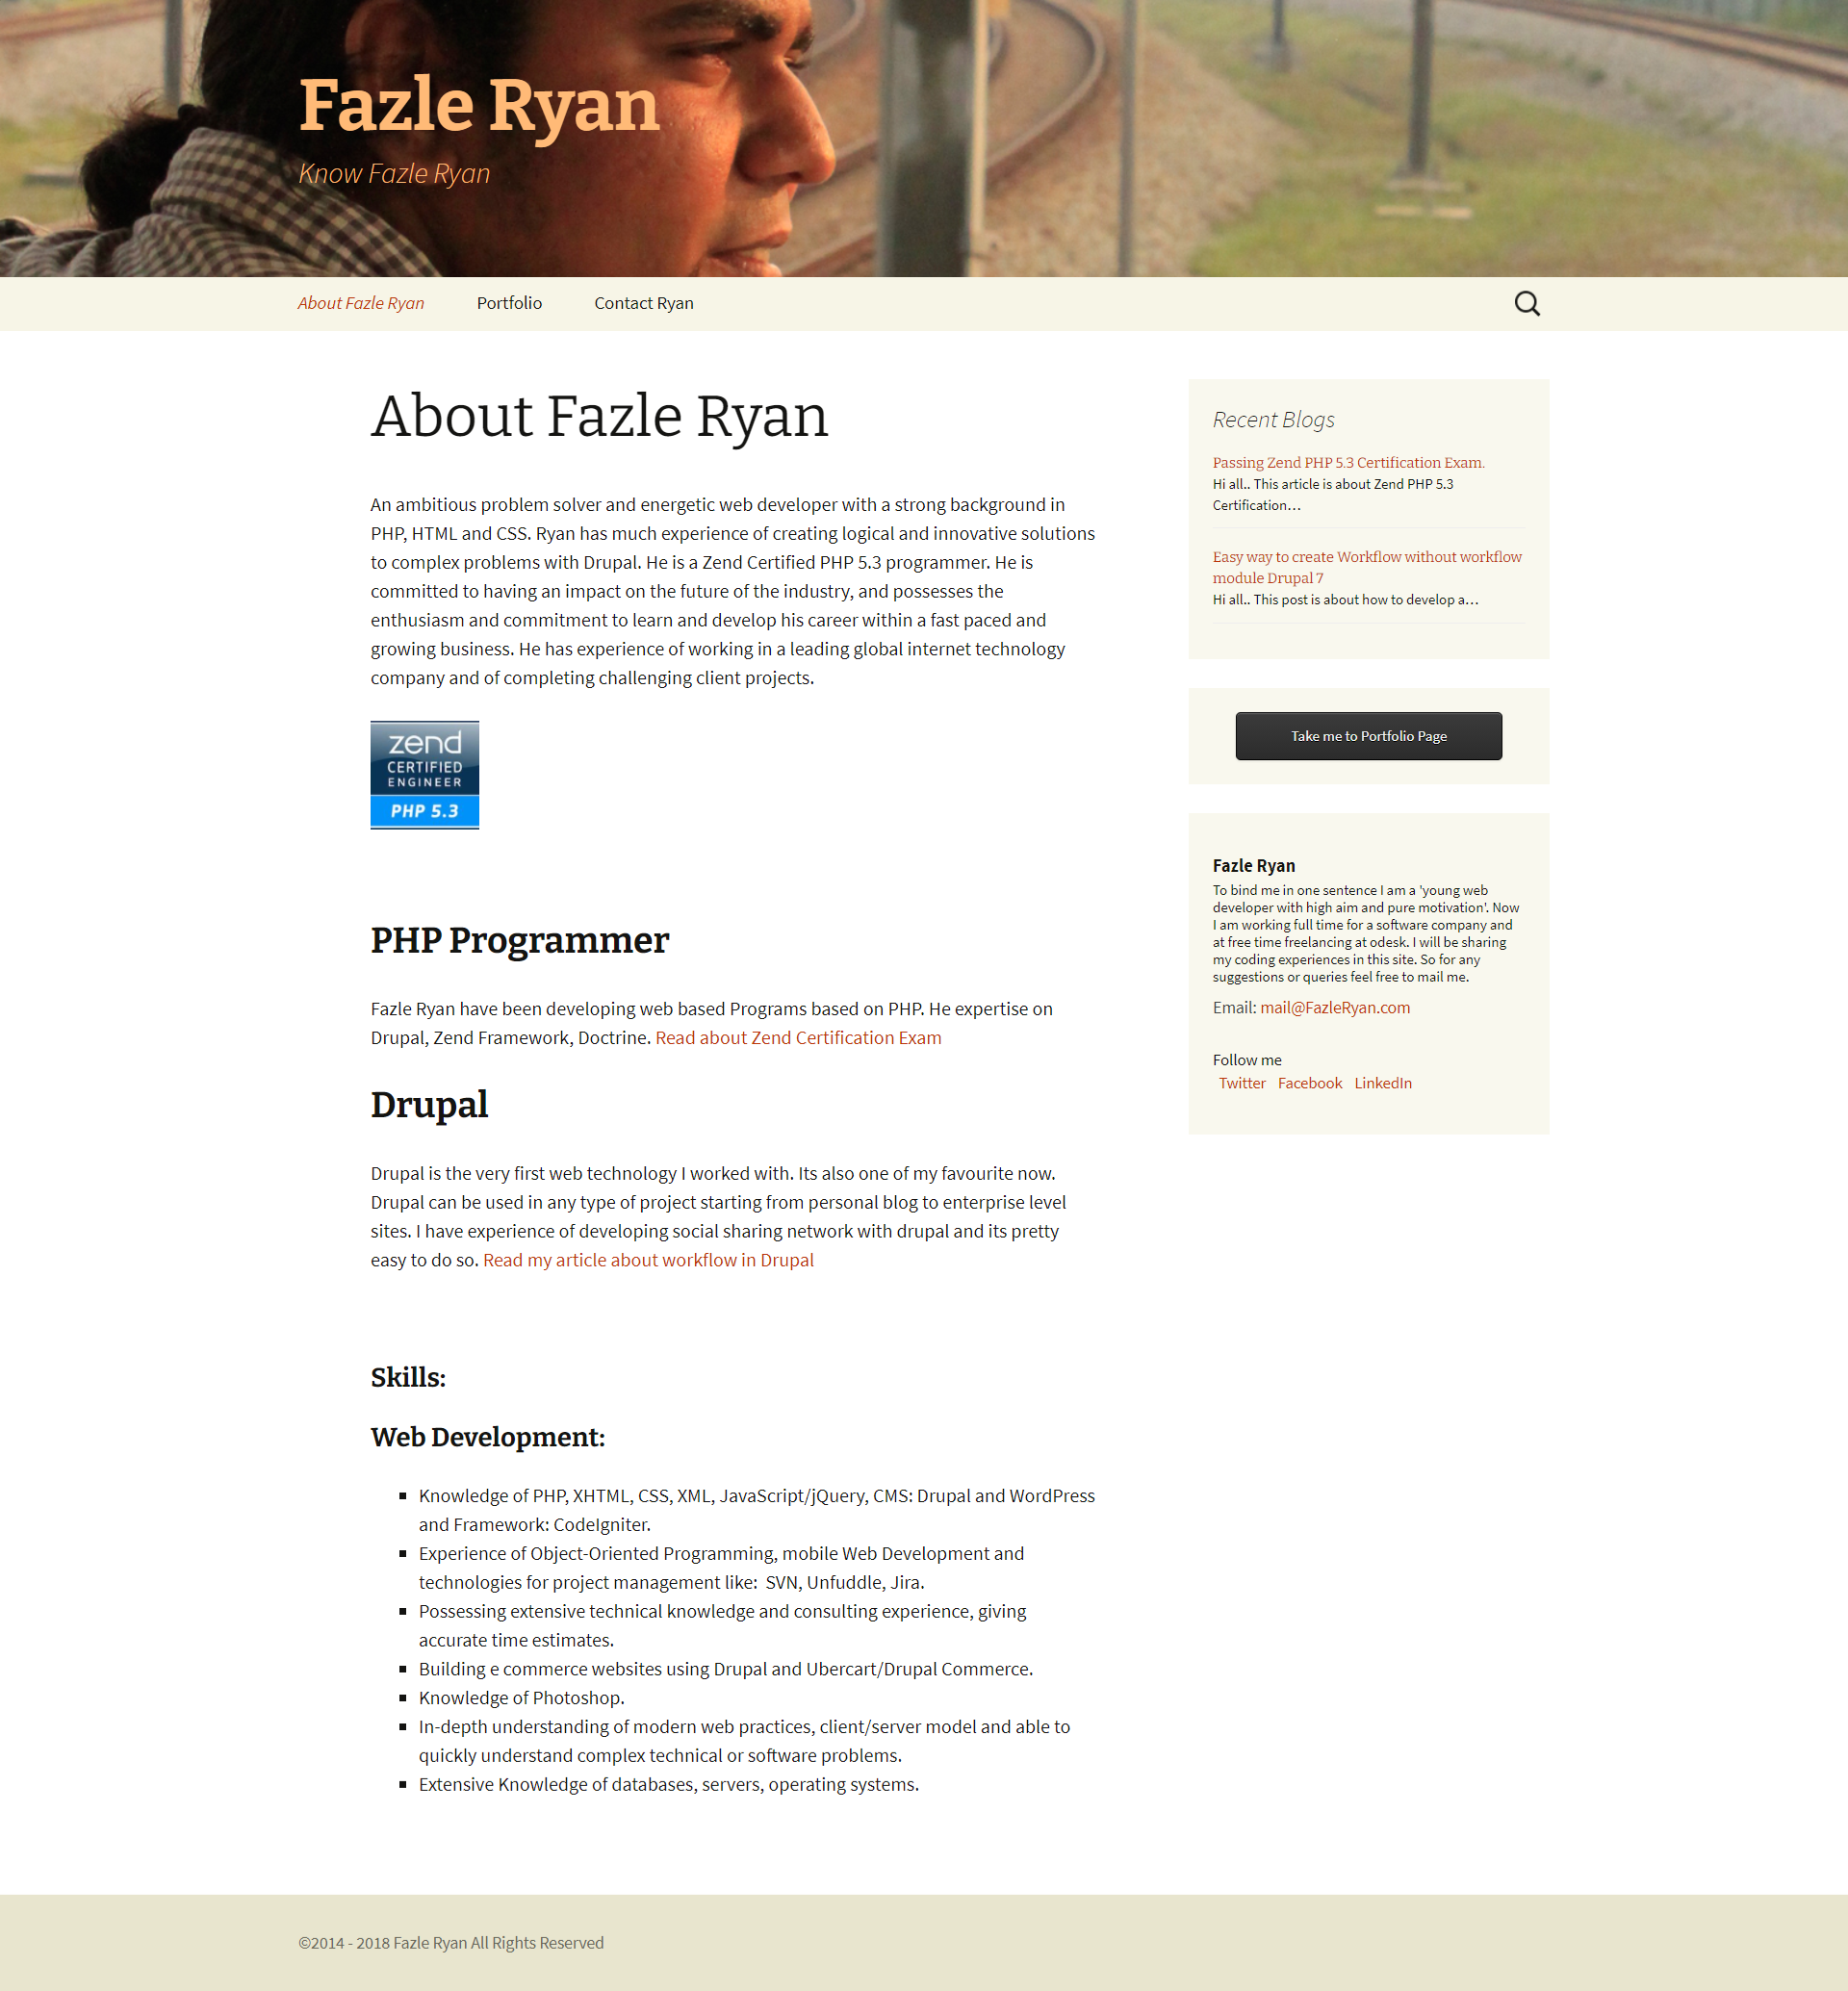 Fazle Ryan
Know Fazle Ryan
About Fazle Ryan
Portfolio
Contact Ryan
About Fazle Ryan
An ambitious problem solver and energetic web developer with a strong background in
PHP, HTML and CSS. Ryan has much experience of creating logical and innovative solutions
to complex problems with Drupal. He is a Zend Certified PHP 5.3 programmer. He is
committed to having an impact on the future of the industry, and possesses the
enthusiasm and commitment to learn and develop his career within a fast paced and
growing business. He has experience of working in a leading global internet technology
company and of completing challenging client projects.
zend
CERTIFIED
ENGINEER
PHP 5.3
PHP Programmer
Fazle Ryan have been developing web based Programs based on PHP. He expertise on
Drupal, Zend Framework, Doctrine. Read about Zend Certification Exam
Drupal
Drupal is the very first web technology I worked with. Its also one of my favourite now.
Drupal can be used in any type of project starting from personal blog to enterprise level
sites. I have experience of developing social sharing network with drupal and its pretty
easy to do so. Read my article about workflow in Drupal
Skills:
Web Development:
Knowledge of PHP, XHTML, CSS, XML, JavaScript/jQuery, CMS: Drupal and WordPress
and Framework: CodeIgniter.
Experience of Object-Oriented Programming, mobile Web Development and
technologies for project management like:  SVN, Unfuddle, Jira.
Possessing extensive technical knowledge and consulting experience, giving
accurate time estimates.
Building e commerce websites using Drupal and Ubercart/Drupal Commerce.
Knowledge of Photoshop.
In-depth understanding of modern web practices, client/server model and able to
quickly understand complex technical or software problems.
Extensive Knowledge of databases, servers, operating systems.
Recent Blogs
Passing Zend PHP 5.3 Certification Exam.
Hi all.. This article is about Zend PHP 5.3
Certification…
Easy way to create Workflow without workflow
module Drupal 7
Hi all.. This post is about how to develop a…
Take me to Portfolio Page
Fazle Ryan
To bind me in one sentence I am a 'young web
developer with high aim and pure motivation'. Now
I am working full time for a software company and
at free time freelancing at odesk. I will be sharing
my coding experiences in this site. So for any
suggestions or queries feel free to mail me.
Email: mail@FazleRyan.com
Follow me
Twitter Facebook LinkedIn
©2014 - 2018 Fazle Ryan All Rights Reserved